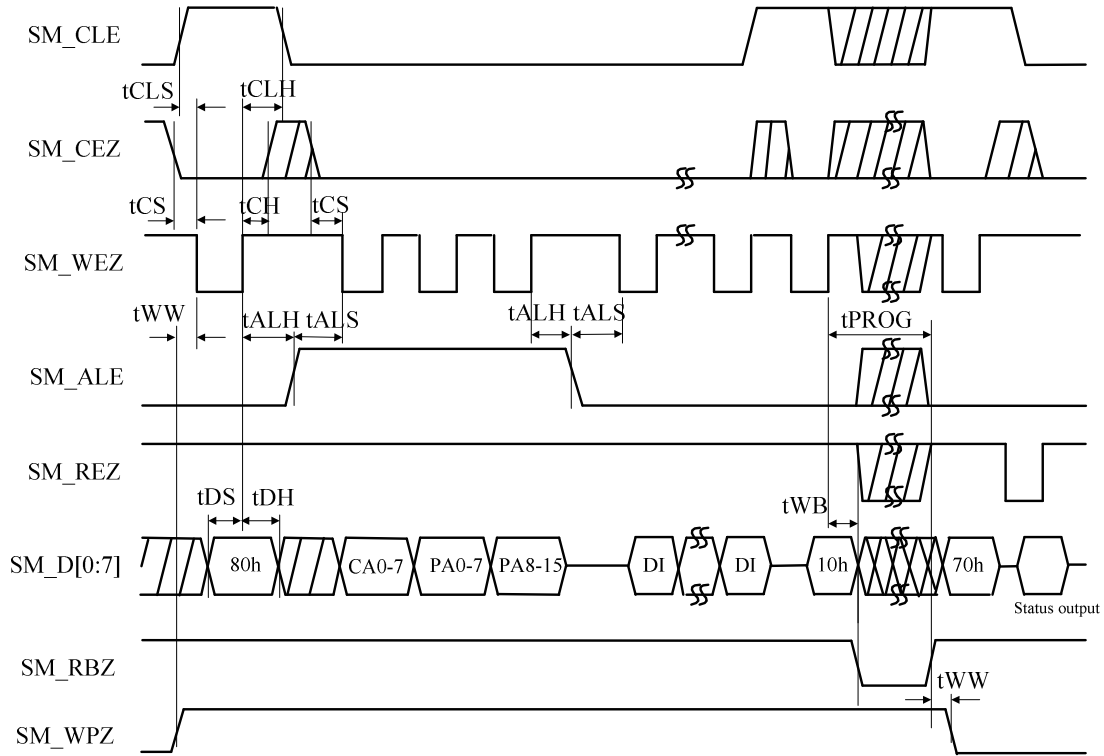 SM_CLE
tCLS
tCLH
SM_CEZ
tCS
tCH
tCS
SM_WEZ
tWW
tALH
tALS
tALH
tALS
tPROG
SM_ALE
SM_REZ
tDS
tDH
tWB
SM_D[0:7]
80h
CA0-7
PA0-7
PA8-15
DI
DI
10h
70h
Status output
SM_RBZ
tWW
SM_WPZ